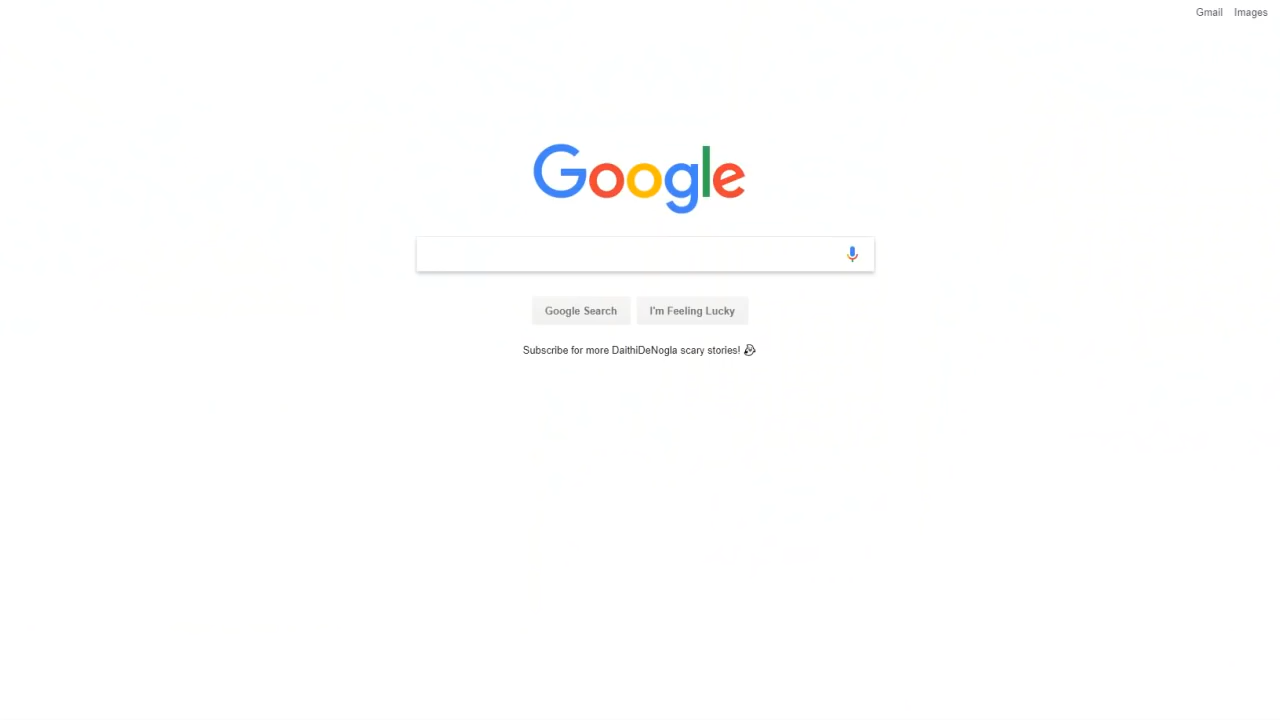 Gmail Images
Google
Google Search I'm Feeling Lucky
Subscribe for more DaithiDeNogla scary stories!